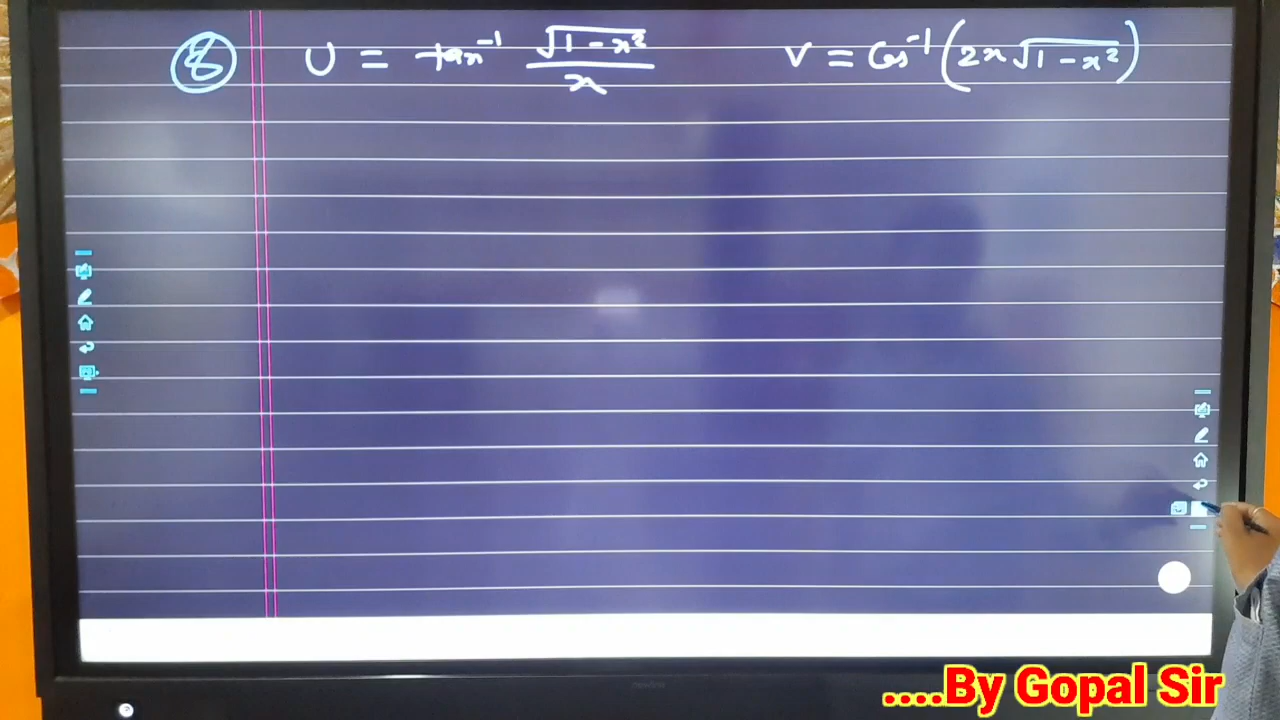 ⑧ U = tan⁻¹ √(1 - x²) / x    V = Cos⁻¹ (2x √(1 - x²))
....By Gopal Sir